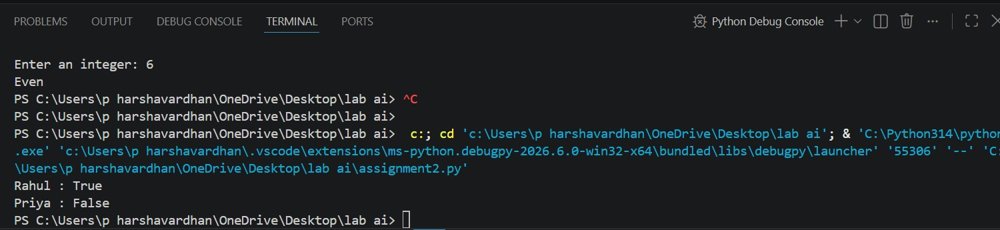 PROBLEMS OUTPUT DEBUG CONSOLE TERMINAL PORTS Python Debug Console
Enter an integer: 6
Even
PS C:\Users\p harshavardhan\OneDrive\Desktop\lab ai> ^C
PS C:\Users\p harshavardhan\OneDrive\Desktop\lab ai>
PS C:\Users\p harshavardhan\OneDrive\Desktop\lab ai>  c:; cd 'c:\Users\p harshavardhan\OneDrive\Desktop\lab ai'; & 'C:\Python314\python
.exe' 'c:\Users\p harshavardhan\.vscode\extensions\ms-python.debugpy-2026.6.0-win32-x64\bundled\libs\debugpy\launcher' '55306' '--' 'C:
\Users\p harshavardhan\OneDrive\Desktop\lab ai\assignment2.py'
Rahul : True
Priya : False
PS C:\Users\p harshavardhan\OneDrive\Desktop\lab ai>